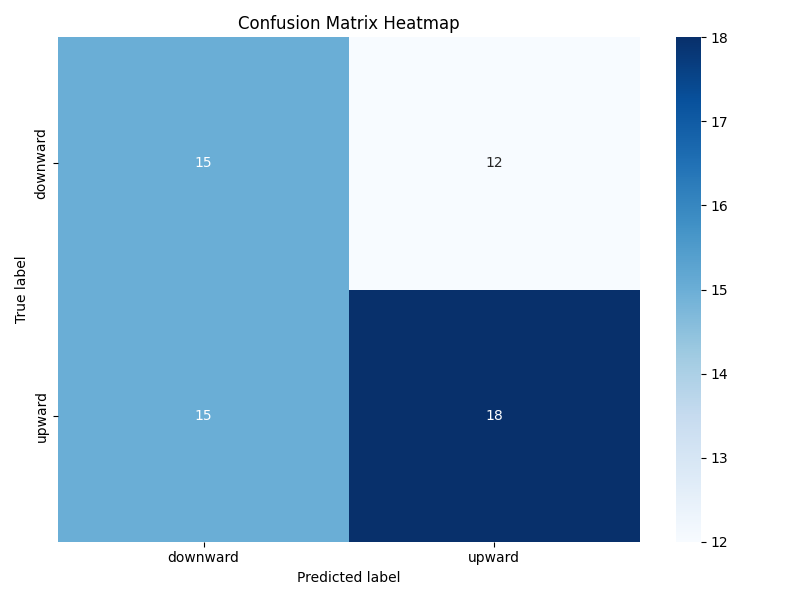 Confusion Matrix Heatmap
True label
downward
upward
15
12
15
18
downward
upward
Predicted label
18
17
16
15
14
13
12